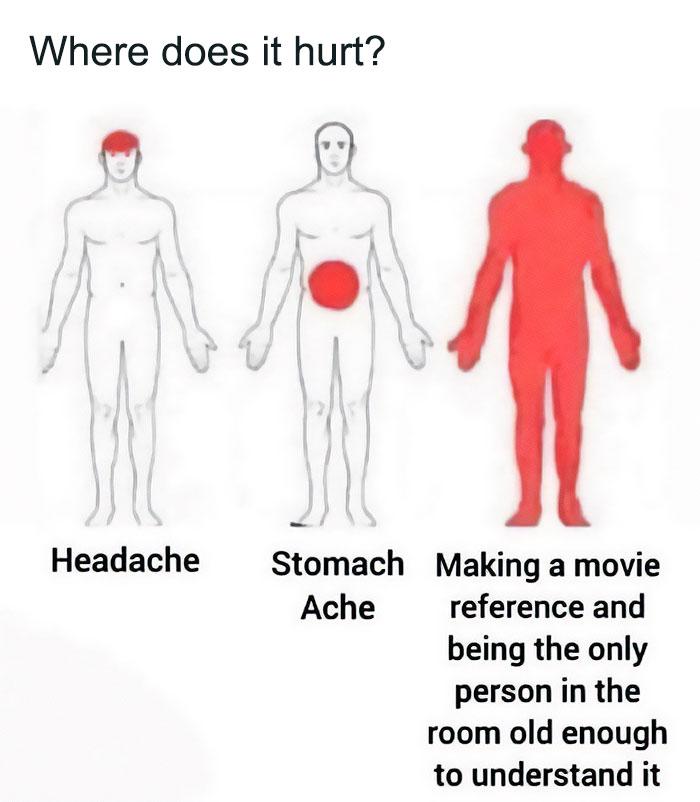 Where does it hurt?
Headache
Stomach
Ache
Making a movie
reference and
being the only
person in the
room old enough
to understand it